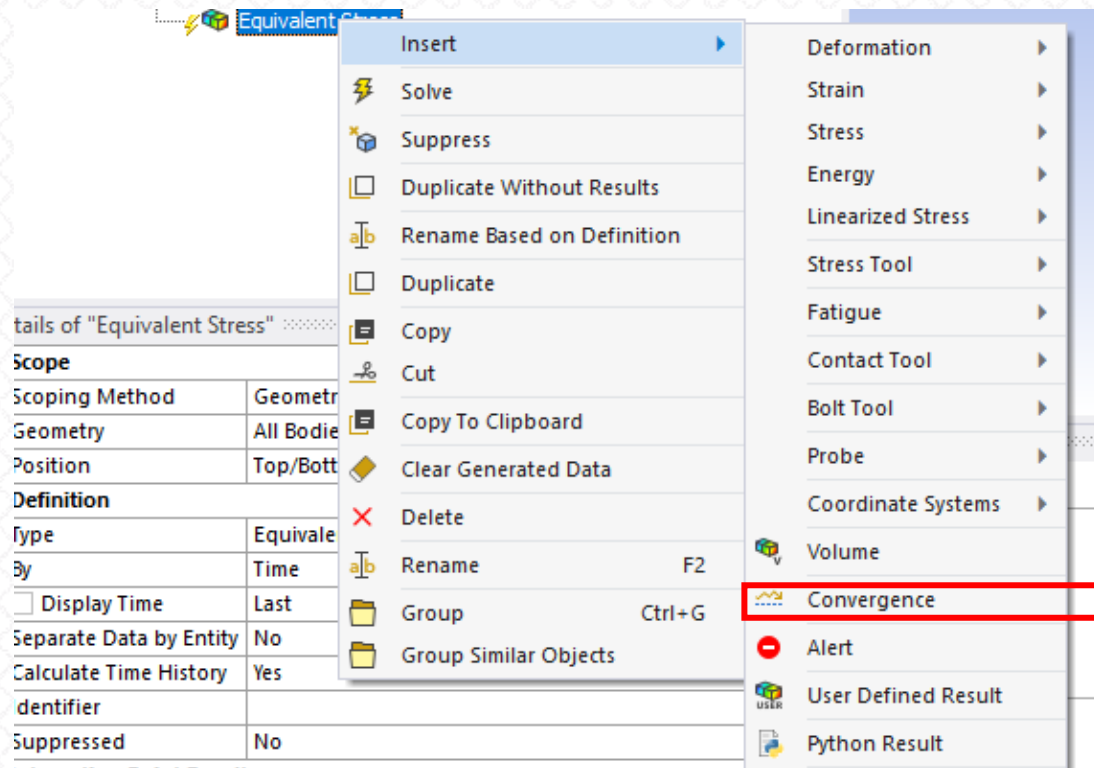 Equivalent Stress
Insert
Solve
Suppress
Duplicate Without Results
Rename Based on Definition
Duplicate
Copy
Cut
Copy To Clipboard
Clear Generated Data
Delete
Rename F2
Group Ctrl+G
Group Similar Objects
Deformation
Strain
Stress
Energy
Linearized Stress
Stress Tool
Fatigue
Contact Tool
Bolt Tool
Probe
Coordinate Systems
Volume
Convergence
Alert
User Defined Result
Python Result
tails of "Equivalent Stress"
Scope
Scoping Method Geometr
Geometry All Bodie
Position Top/Bott
Definition
Type Equivale
By Time
Display Time Last
Separate Data by Entity No
Calculate Time History Yes
Identifier
Suppressed No